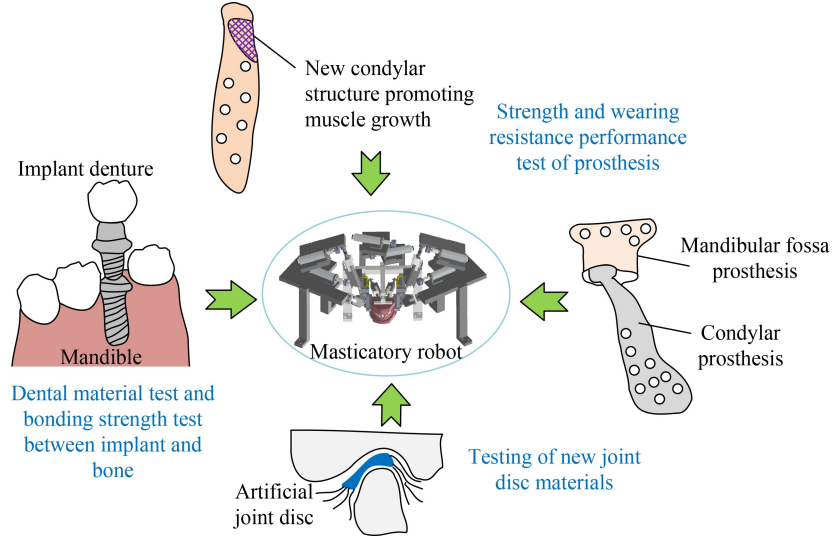 New condylar
structure promoting
muscle growth
Strength and wearing
resistance performance
test of prosthesis
Implant denture
Mandibular fossa
prosthesis
Condylar
prosthesis
Masticatory robot
Mandible
Dental material test and
bonding strength test
between implant and
bone
Testing of new joint
disc materials
Artificial
joint disc